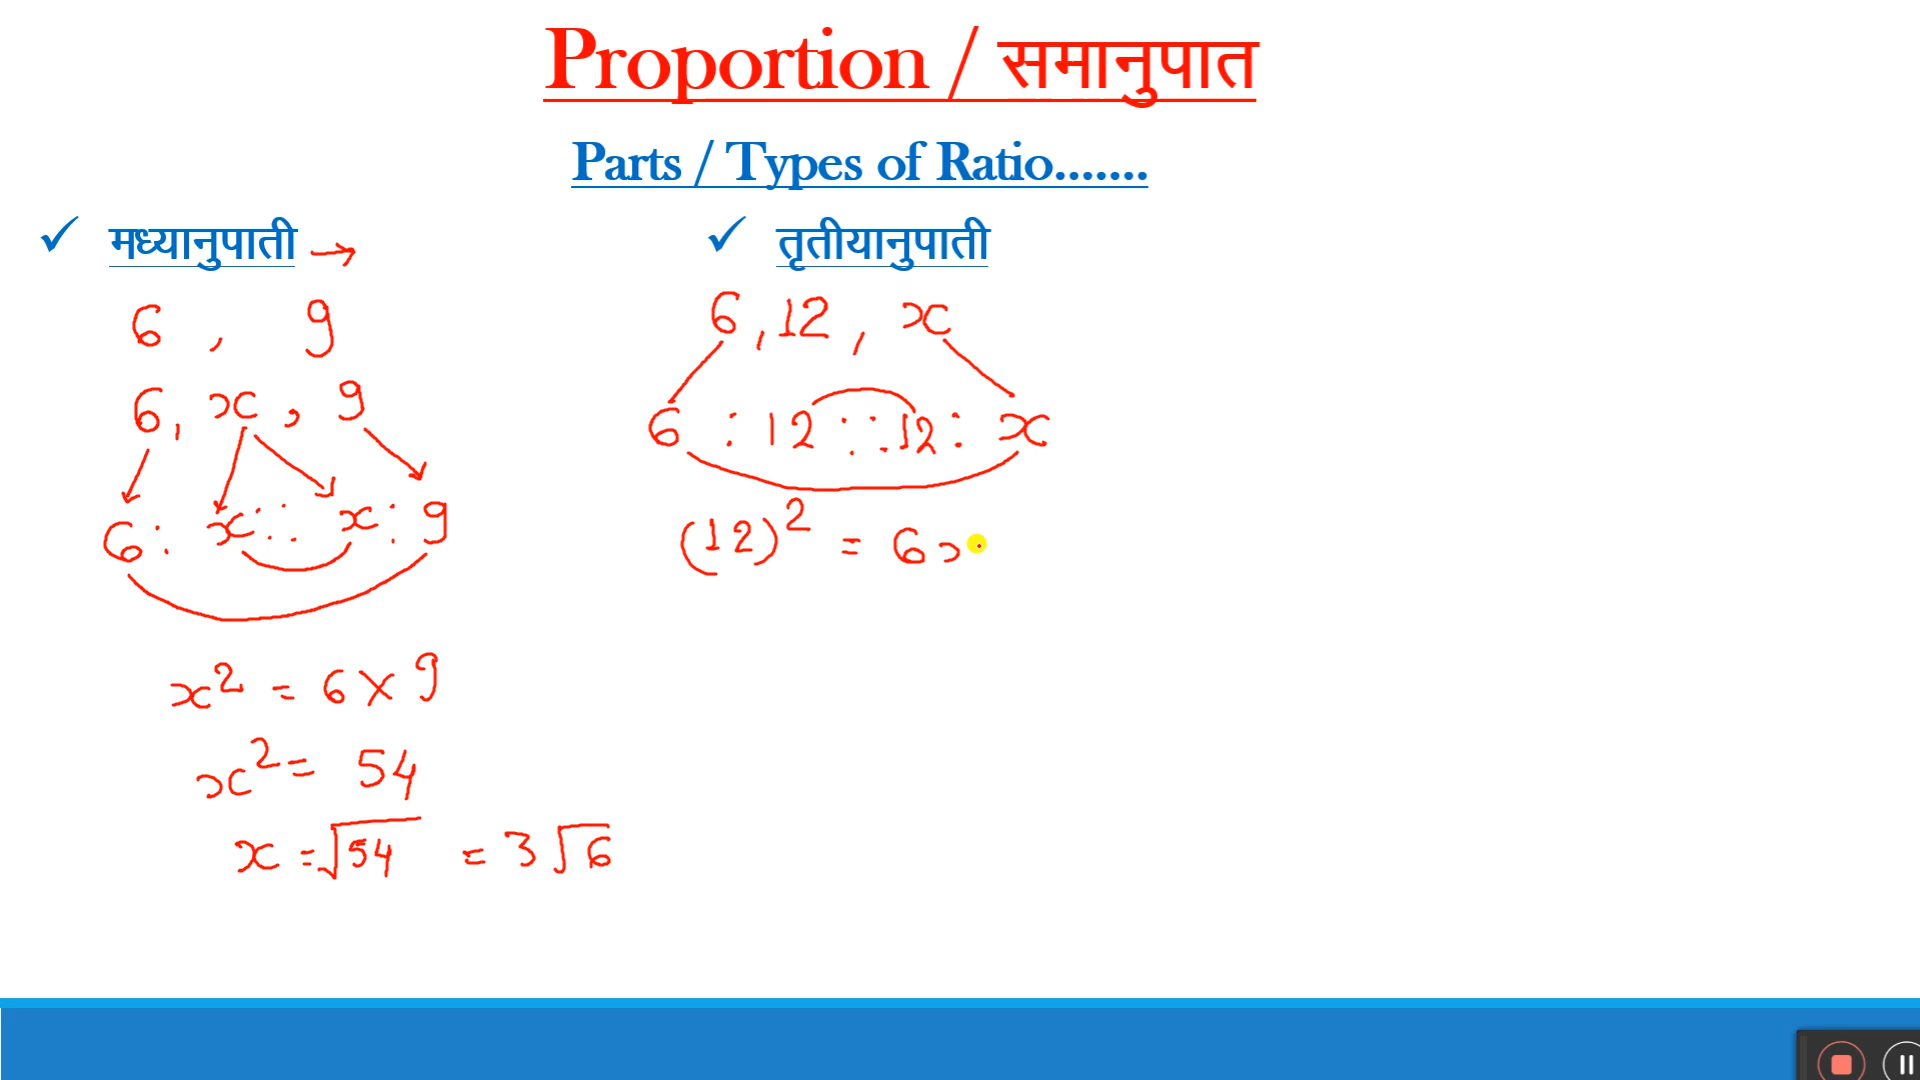 Proportion / समानुपात
Parts / Types of Ratio.......
✓ मध्यानुपाती →
6 , 9
6, x, 9
6 : x :: x : 9
x² = 6 × 9
x² = 54
x = √54 = 3√6
✓ तृतीयानुपाती
6, 12, x
6 : 12 :: 12 : x
(12)² = 6